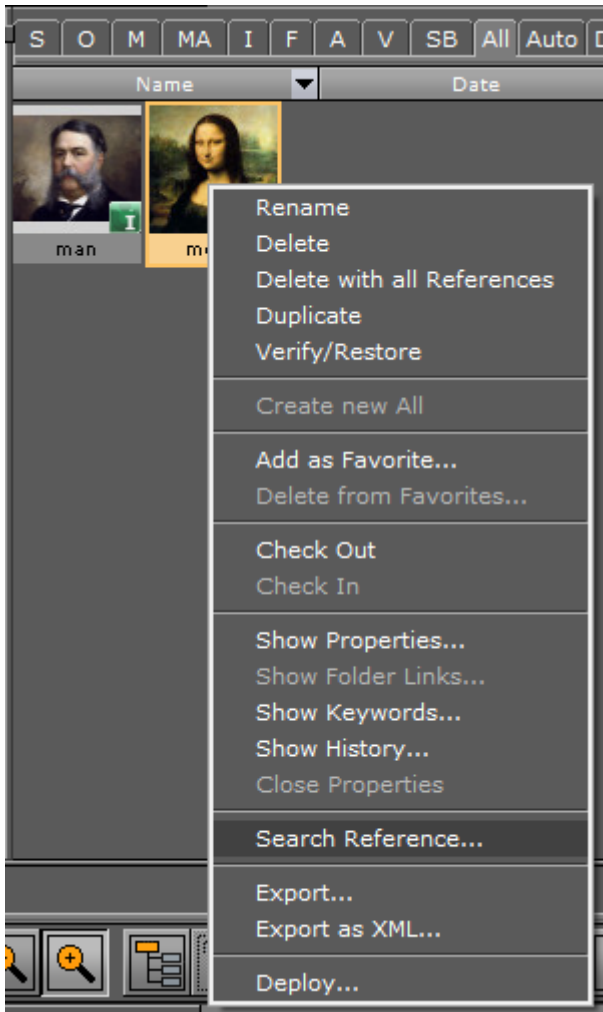 S O M MA I F A V SB All Auto
Name Date
I
man
Rename
Delete
Delete with all References
Duplicate
Verify/Restore
Create new All
Add as Favorite...
Delete from Favorites...
Check Out
Check In
Show Properties...
Show Folder Links...
Show Keywords...
Show History...
Close Properties
Search Reference...
Export...
Export as XML...
Deploy...